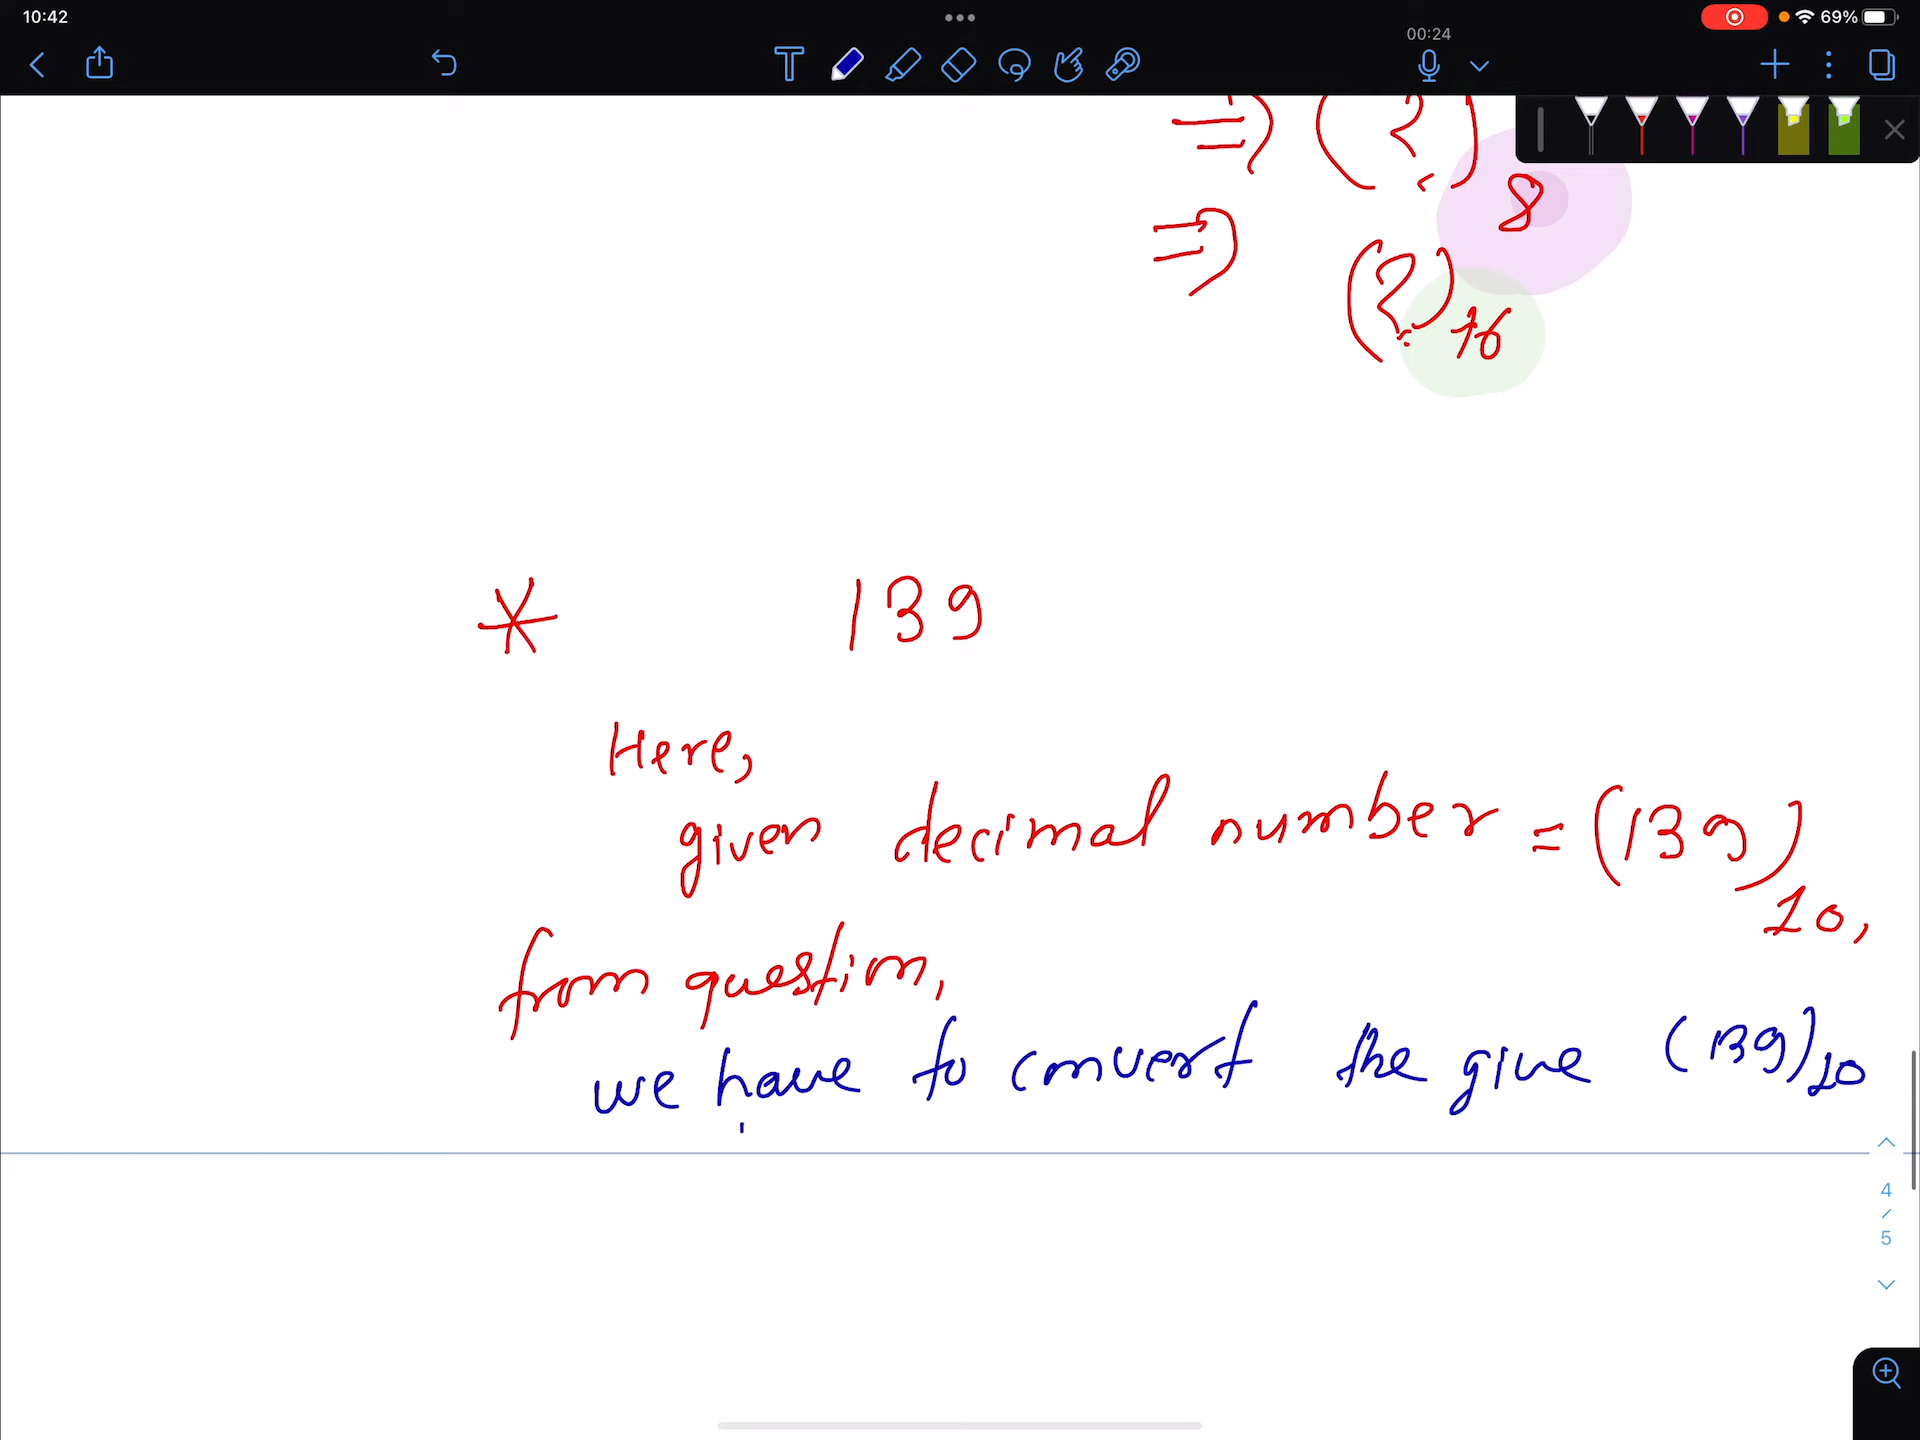 10:42
69%
00:24
=> (?)8
=> (?)16
* 139
Here,
given decimal number = (139)10,
from question,
we have to convert the give (139)10
4
/
5